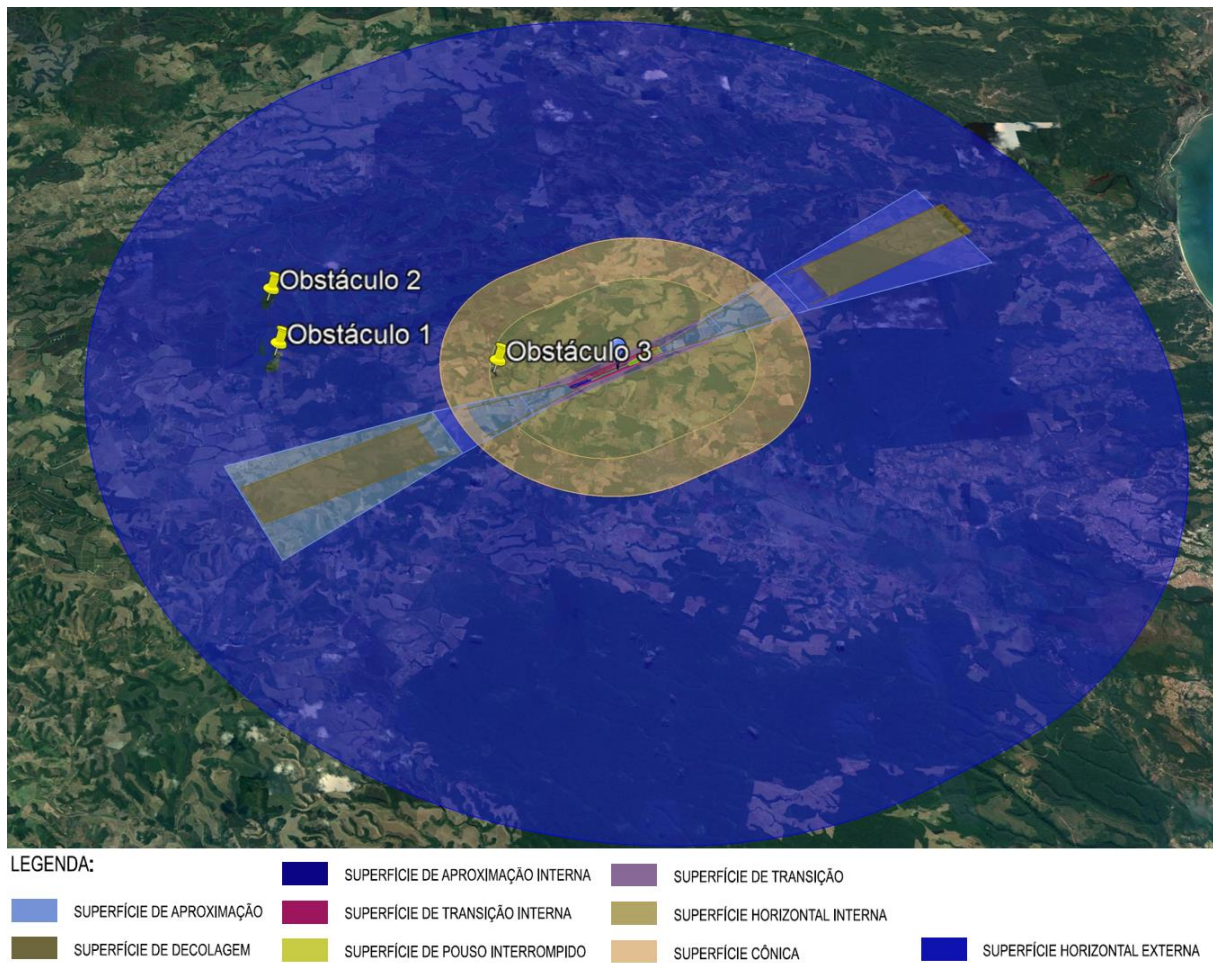 Obstáculo 2
Obstáculo 1
Obstáculo 3
LEGENDA:
SUPERFÍCIE DE APROXIMAÇÃO INTERNA
SUPERFÍCIE DE TRANSIÇÃO
SUPERFÍCIE DE APROXIMAÇÃO
SUPERFÍCIE DE TRANSIÇÃO INTERNA
SUPERFÍCIE HORIZONTAL INTERNA
SUPERFÍCIE DE DECOLAGEM
SUPERFÍCIE DE POUSO INTERROMPIDO
SUPERFÍCIE CÔNICA
SUPERFÍCIE HORIZONTAL EXTERNA